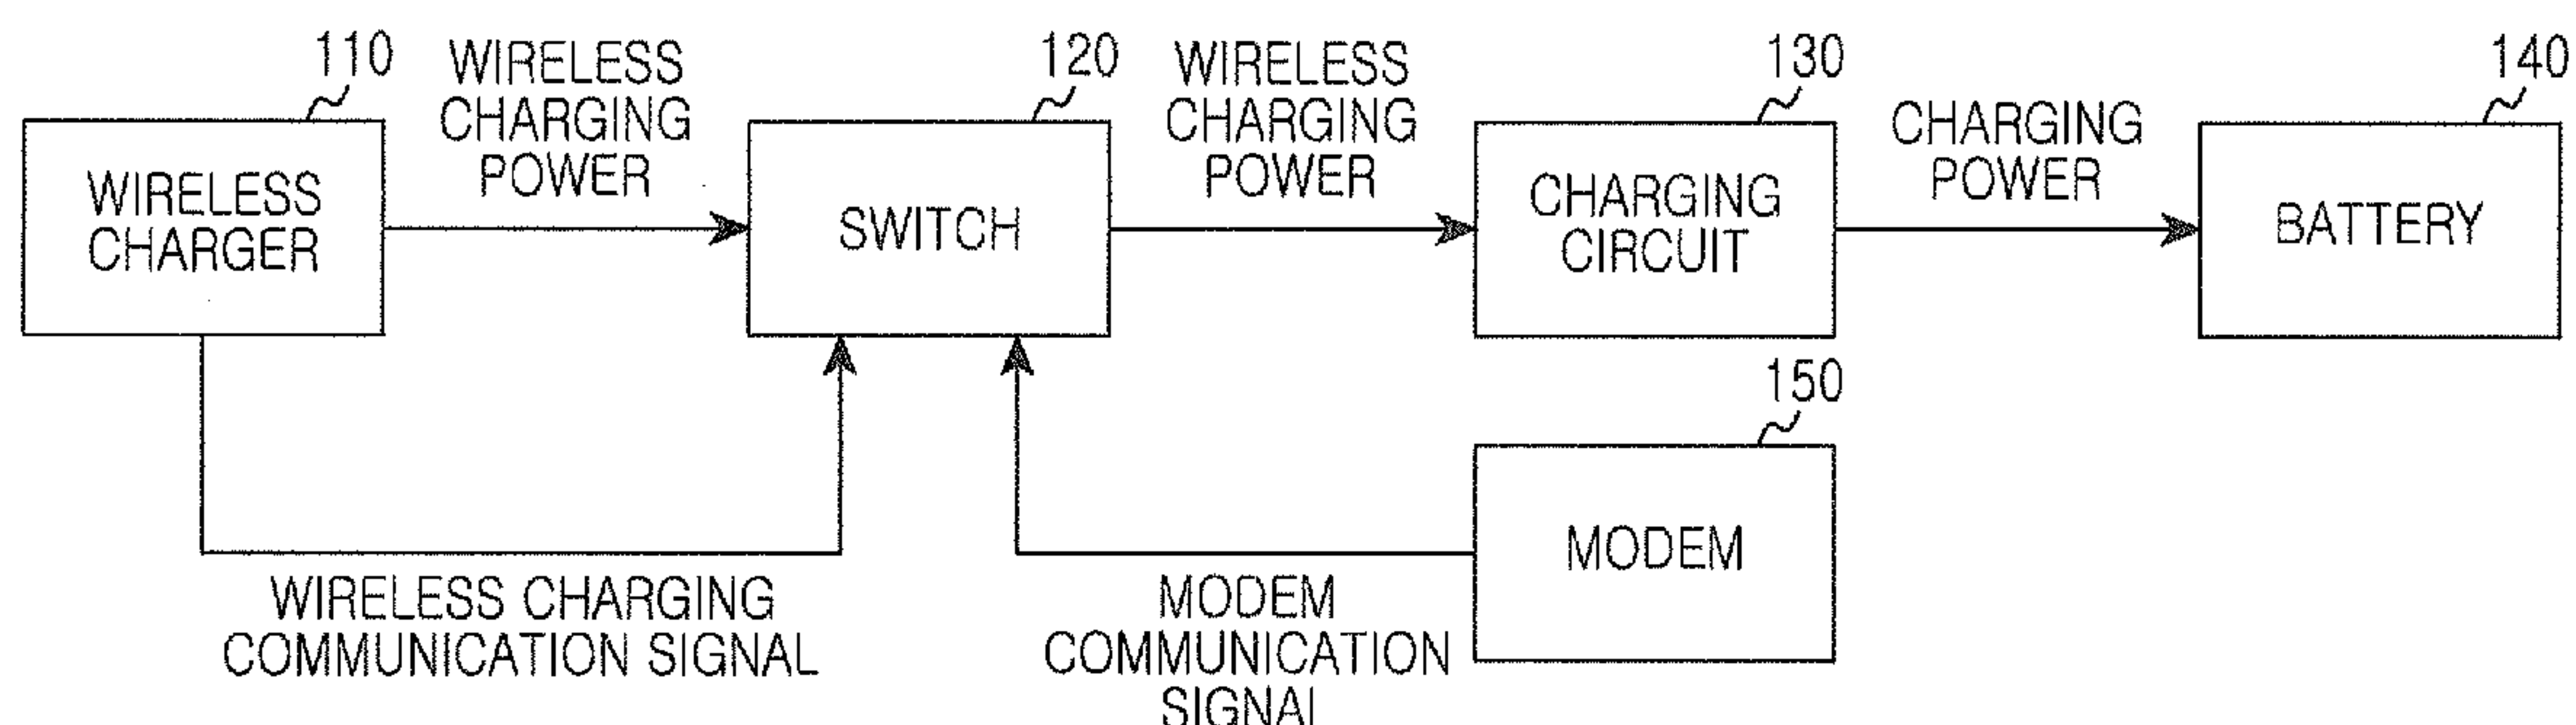 110
WIRELESS
CHARGING
POWER
120
WIRELESS
CHARGING
POWER
130
CHARGING
POWER
140
WIRELESS
CHARGER
SWITCH
CHARGING
CIRCUIT
BATTERY
150
MODEM
WIRELESS CHARGING
COMMUNICATION SIGNAL
MODEM
COMMUNICATION
SIGNAL